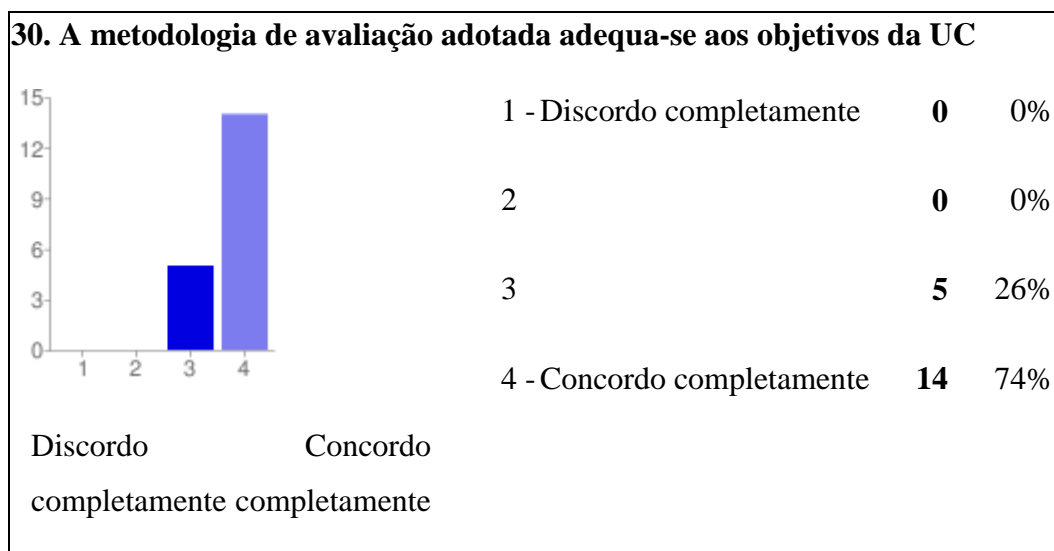 30. A metodologia de avaliação adotada adequa-se aos objetivos da UC
15
12
9
6
3
0
1 2 3 4
Discordo Concordo
completamente completamente
1 - Discordo completamente 0 0%
2 0 0%
3 5 26%
4 - Concordo completamente 14 74%